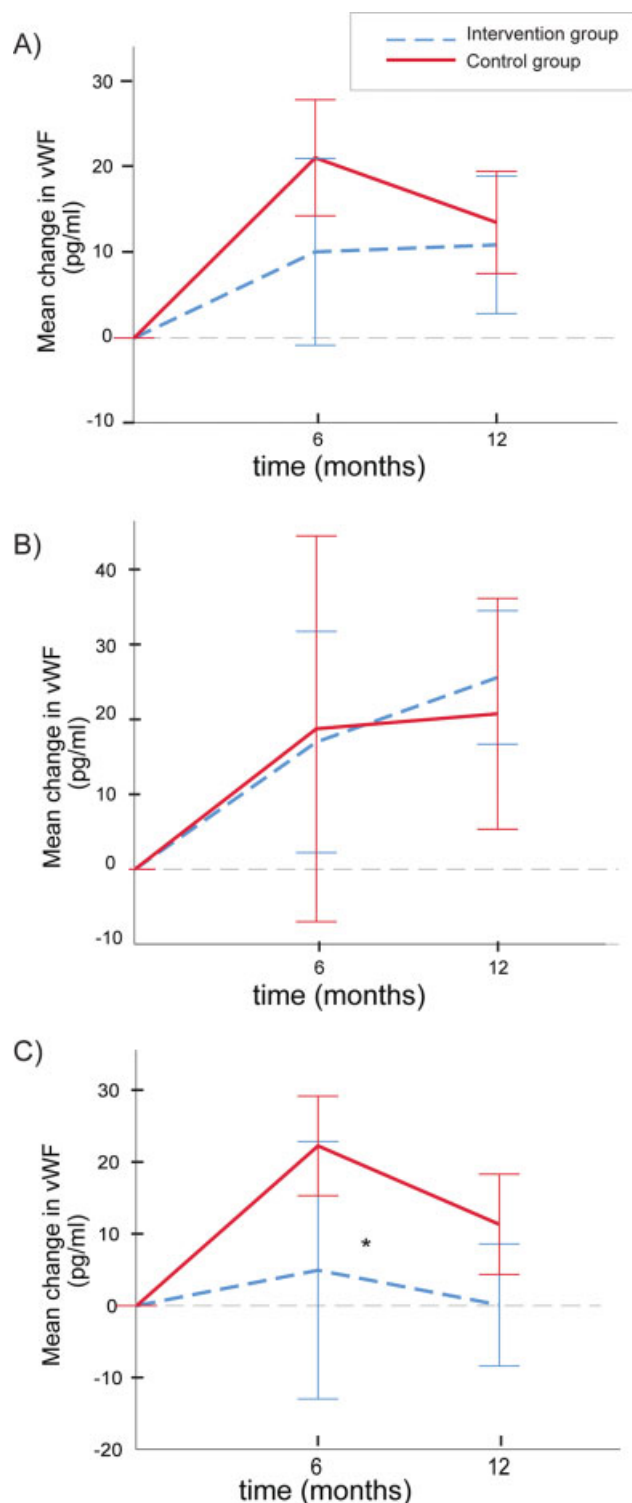 Intervention group
Control group
A)
Mean change in vWF
(pg/ml)
30
20
10
0
-10
6
12
time (months)
B)
Mean change in vWF
(pg/ml)
40
30
20
10
0
-10
6
12
time (months)
C)
Mean change in vWF
(pg/ml)
30
20
10
0
-10
-20
*
6
12
time (months)